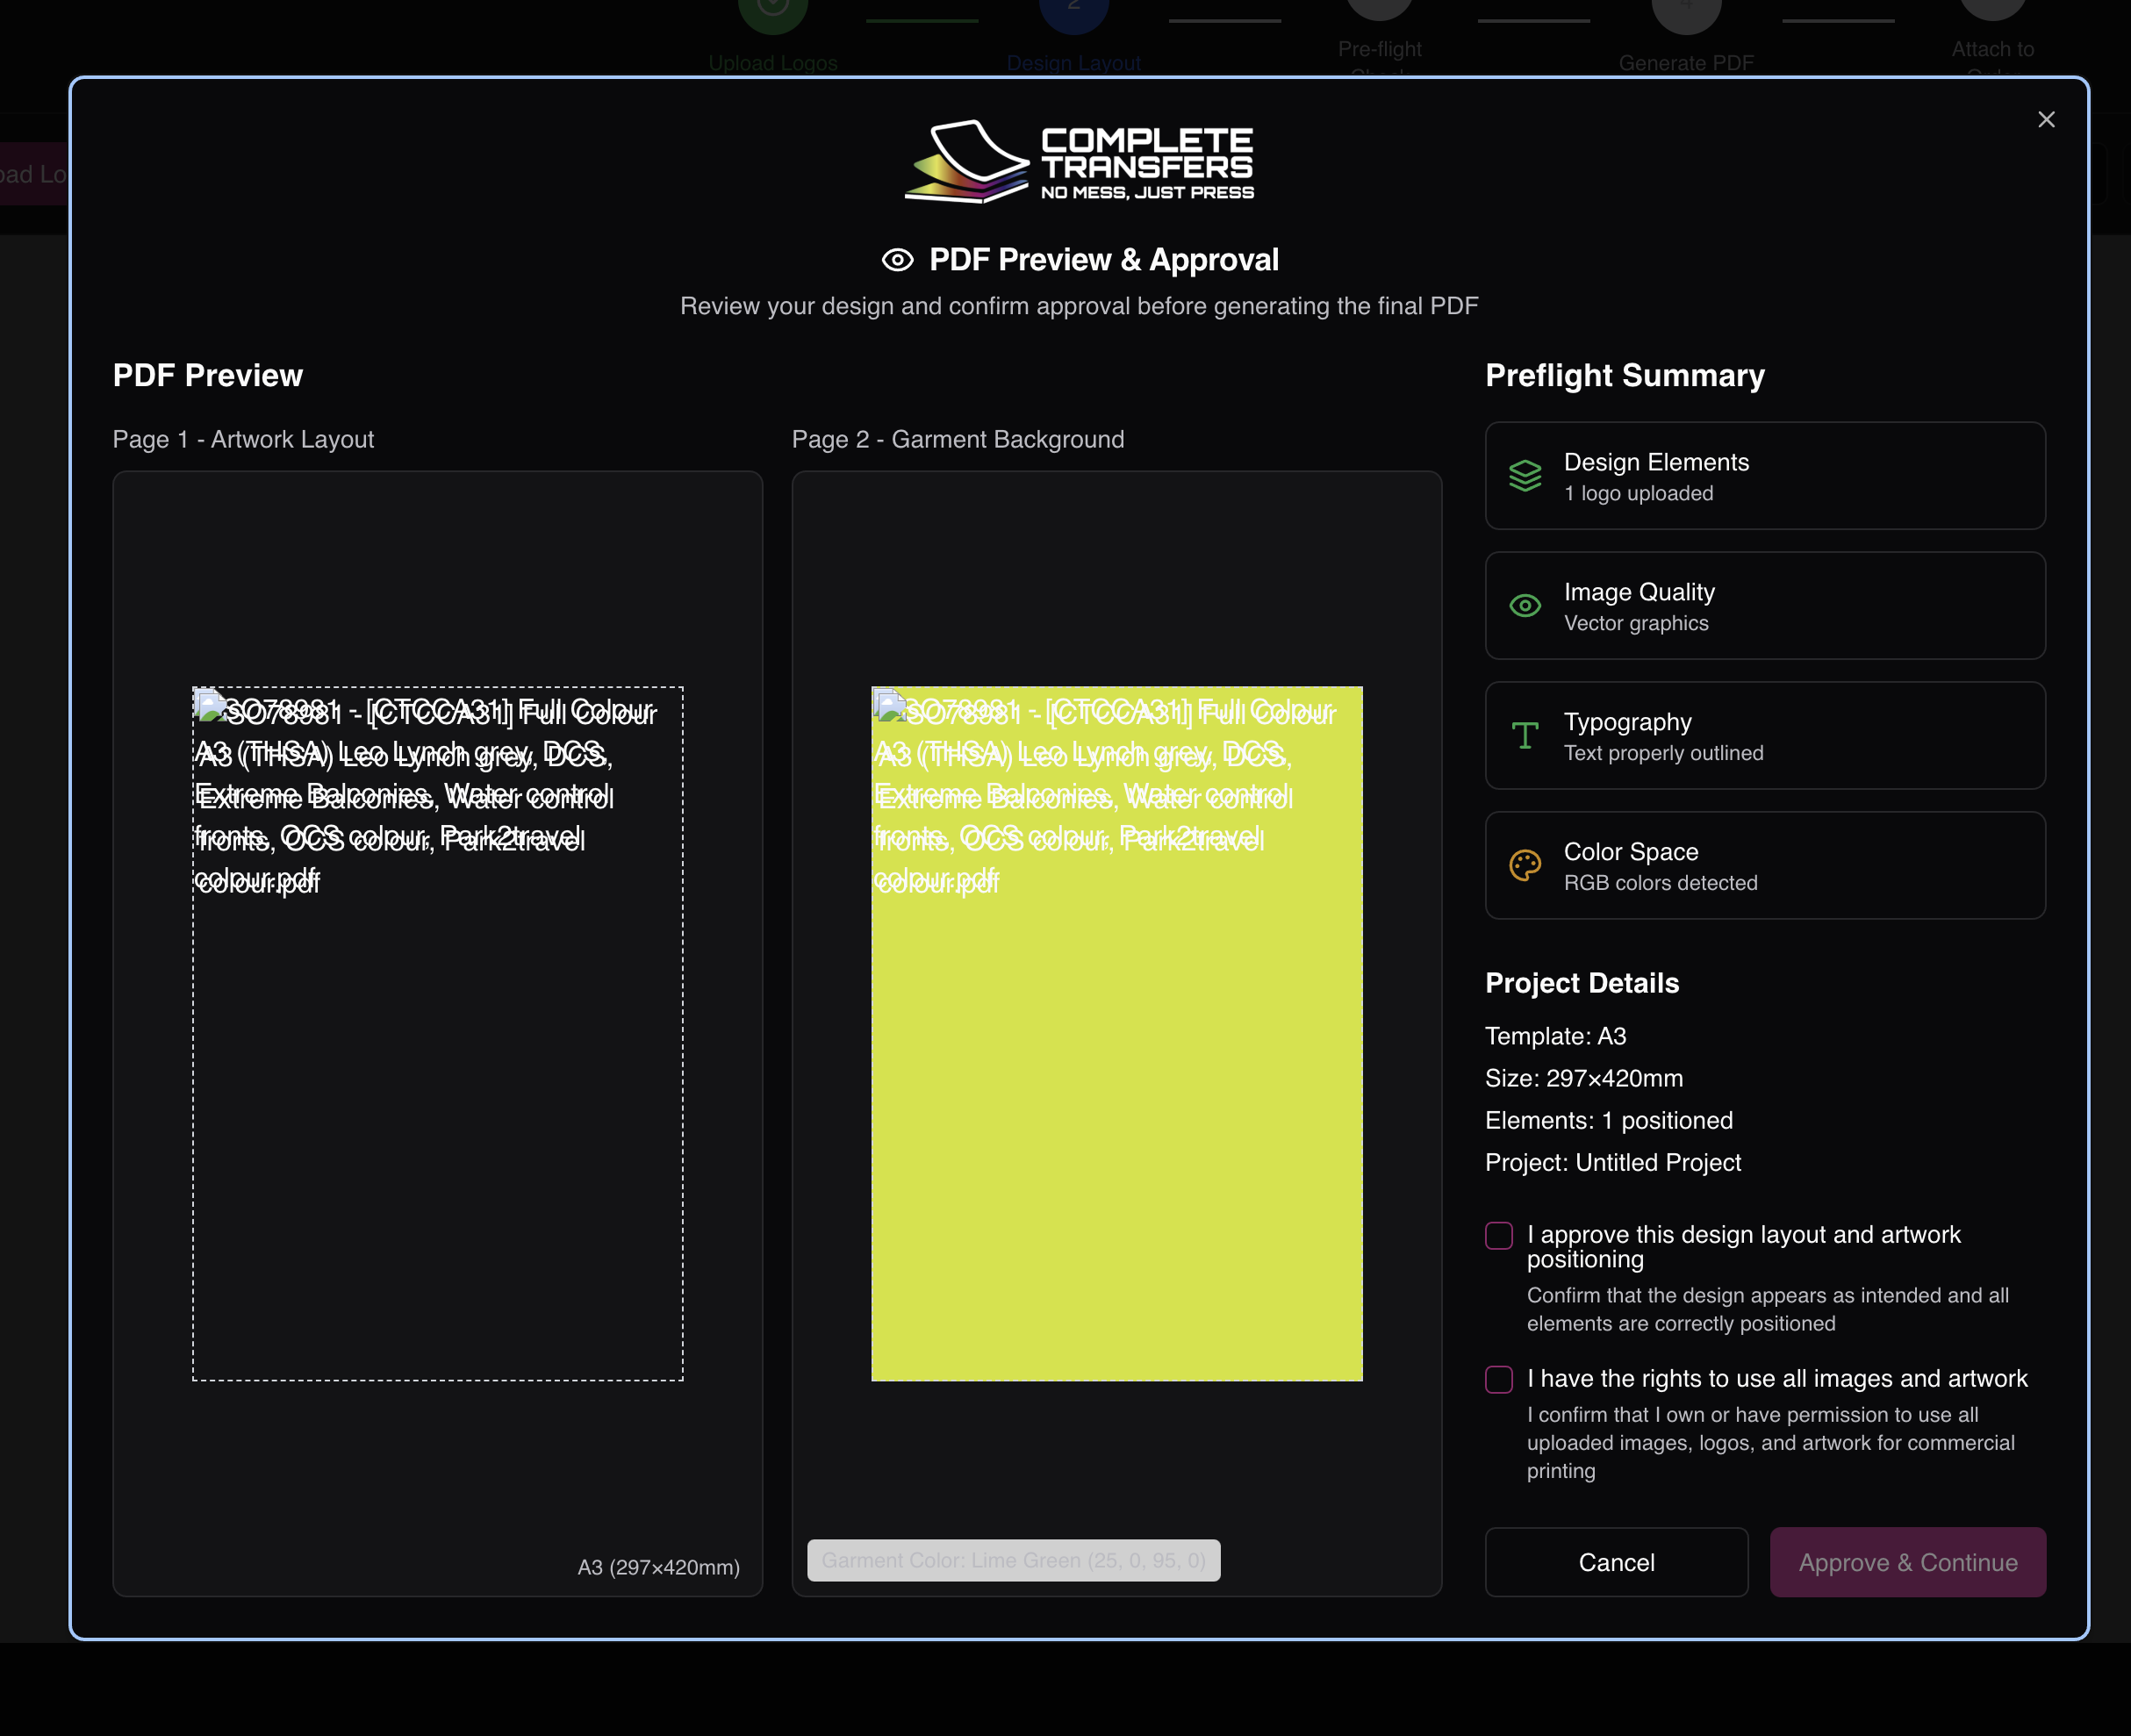 2
4
Upload Logos
Design Layout
Pre-flight
Generate PDF
Attach to
oad Lo
COMPLETE
TRANSFERS
NO MESS, JUST PRESS
PDF Preview & Approval
Review your design and confirm approval before generating the final PDF
PDF Preview
Page 1 - Artwork Layout
SO78981 - [CTCCA31] Full Colour
A3 (THSA) Leo Lynch grey, DCS,
Extreme Balconies, Water control
fronts, OCS colour, Park2travel
colour.pdf
A3 (297×420mm)
Page 2 - Garment Background
SO78981 - [CTCCA31] Full Colour
A3 (THSA) Leo Lynch grey, DCS,
Extreme Balconies, Water control
fronts, OCS colour, Park2travel
colour.pdf
Garment Color: Lime Green (25, 0, 95, 0)
Preflight Summary
Design Elements
1 logo uploaded
Image Quality
Vector graphics
Typography
Text properly outlined
Color Space
RGB colors detected
Project Details
Template: A3
Size: 297×420mm
Elements: 1 positioned
Project: Untitled Project
I approve this design layout and artwork
positioning
Confirm that the design appears as intended and all
elements are correctly positioned
I have the rights to use all images and artwork
I confirm that I own or have permission to use all
uploaded images, logos, and artwork for commercial
printing
Cancel
Approve & Continue